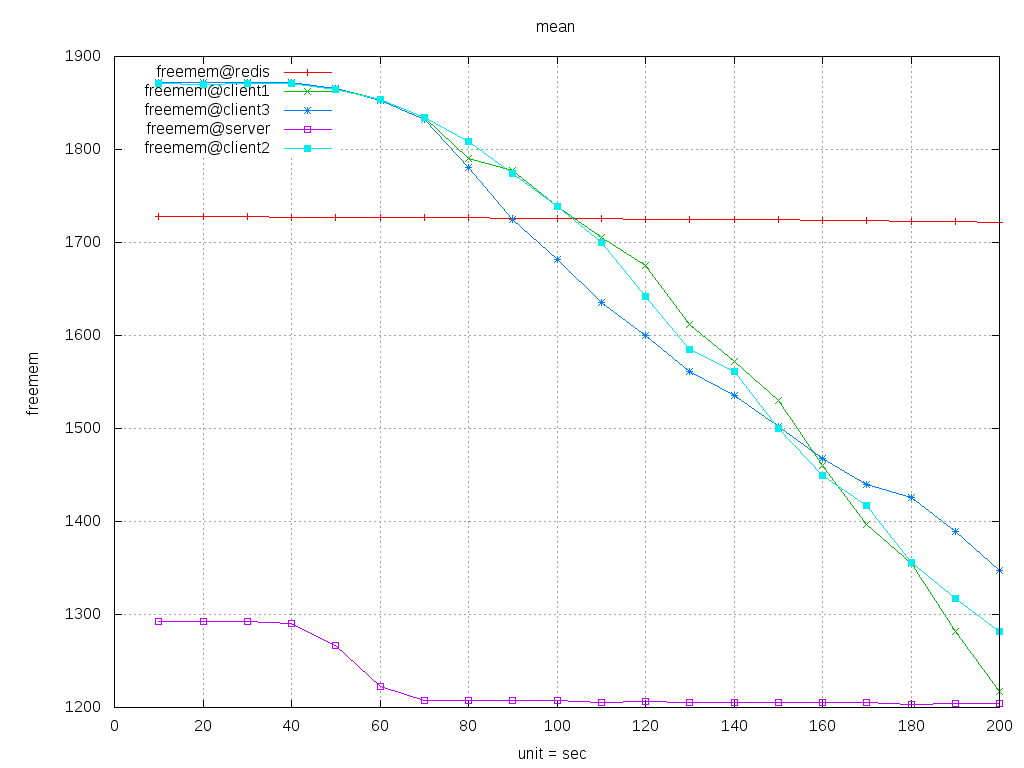 mean
1900
1800
1700
1600
1500
1400
1300
1200
freemem
freemem@redis
freemem@client1
freemem@client3
freemem@server
freemem@client2
0 20 40 60 80 100 120 140 160 180 200
unit = sec